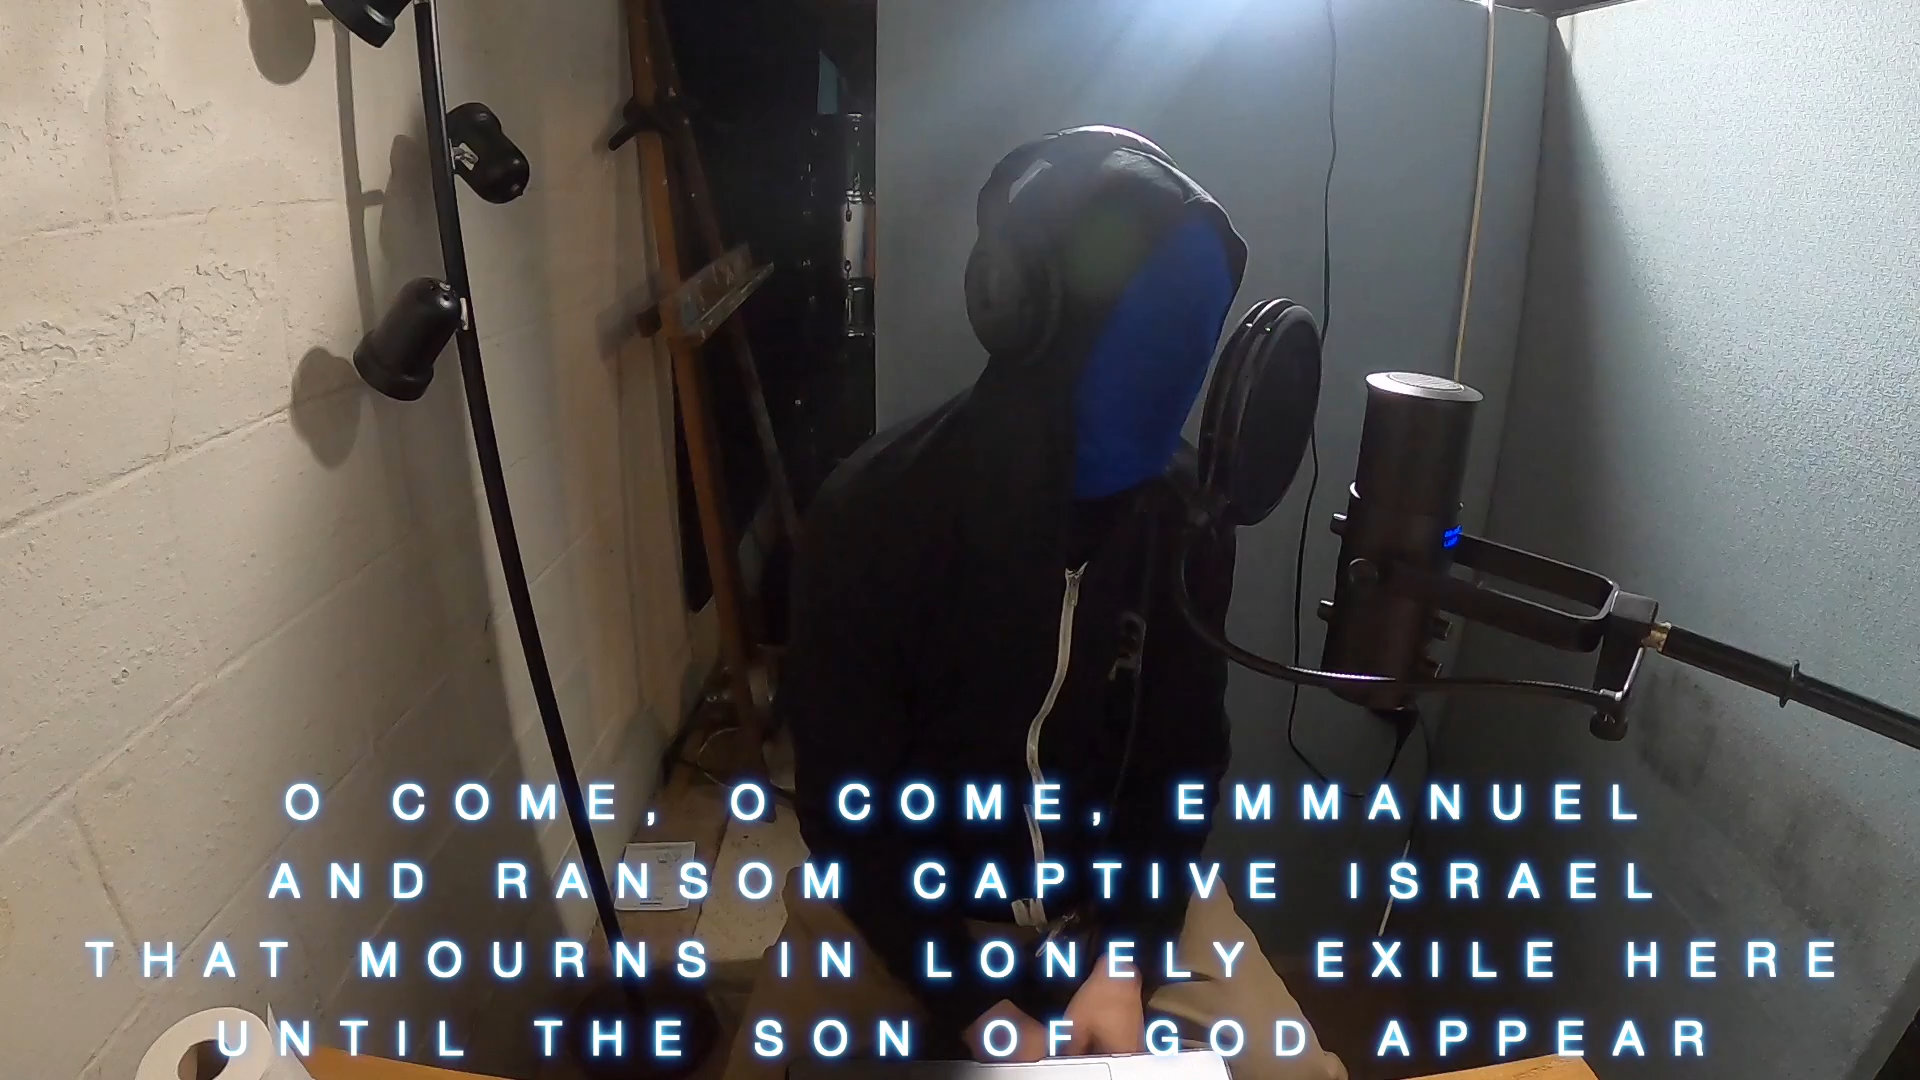 O COME, O COME, EMMANUEL
AND RANSOM CAPTIVE ISRAEL
THAT MOURNS IN LONELY EXILE HERE
UNTIL THE SON OF GOD APPEAR